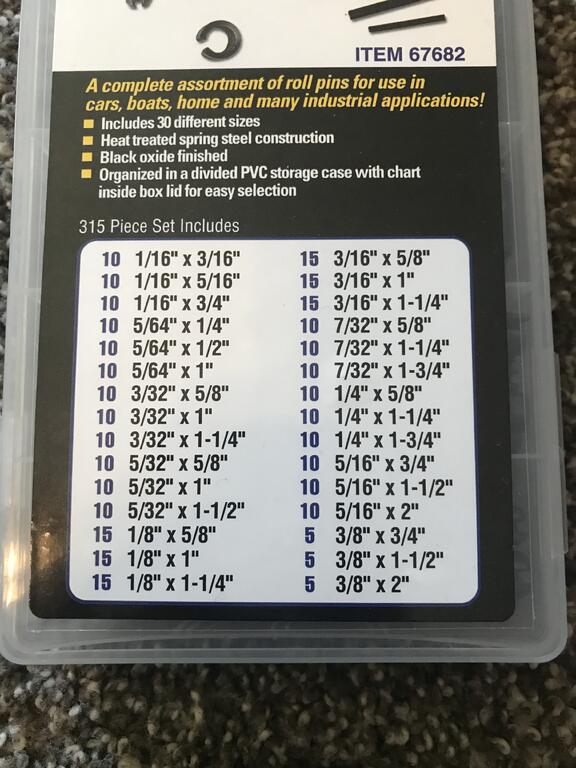 ITEM 67682
A complete assortment of roll pins for use in
cars, boats, home and many industrial applications!
Includes 30 different sizes
Heat treated spring steel construction
Black oxide finished
Organized in a divided PVC storage case with chart
inside box lid for easy selection
315 Piece Set Includes
10 1/16" x 3/16"
10 1/16" x 5/16"
10 1/16" x 3/4"
10 5/64" x 1/4"
10 5/64" x 1/2"
10 5/64" x 1"
10 3/32" x 5/8"
10 3/32" x 1"
10 3/32" x 1-1/4"
10 5/32" x 5/8"
10 5/32" x 1"
10 5/32" x 1-1/2"
15 1/8" x 5/8"
15 1/8" x 1"
15 1/8" x 1-1/4"
15 3/16" x 5/8"
15 3/16" x 1"
15 3/16" x 1-1/4"
10 7/32" x 5/8"
10 7/32" x 1-1/4"
10 7/32" x 1-3/4"
10 1/4" x 5/8"
10 1/4" x 1-1/4"
10 1/4" x 1-3/4"
10 5/16" x 3/4"
10 5/16" x 1-1/2"
10 5/16" x 2"
5 3/8" x 3/4"
5 3/8" x 1-1/2"
5 3/8" x 2"